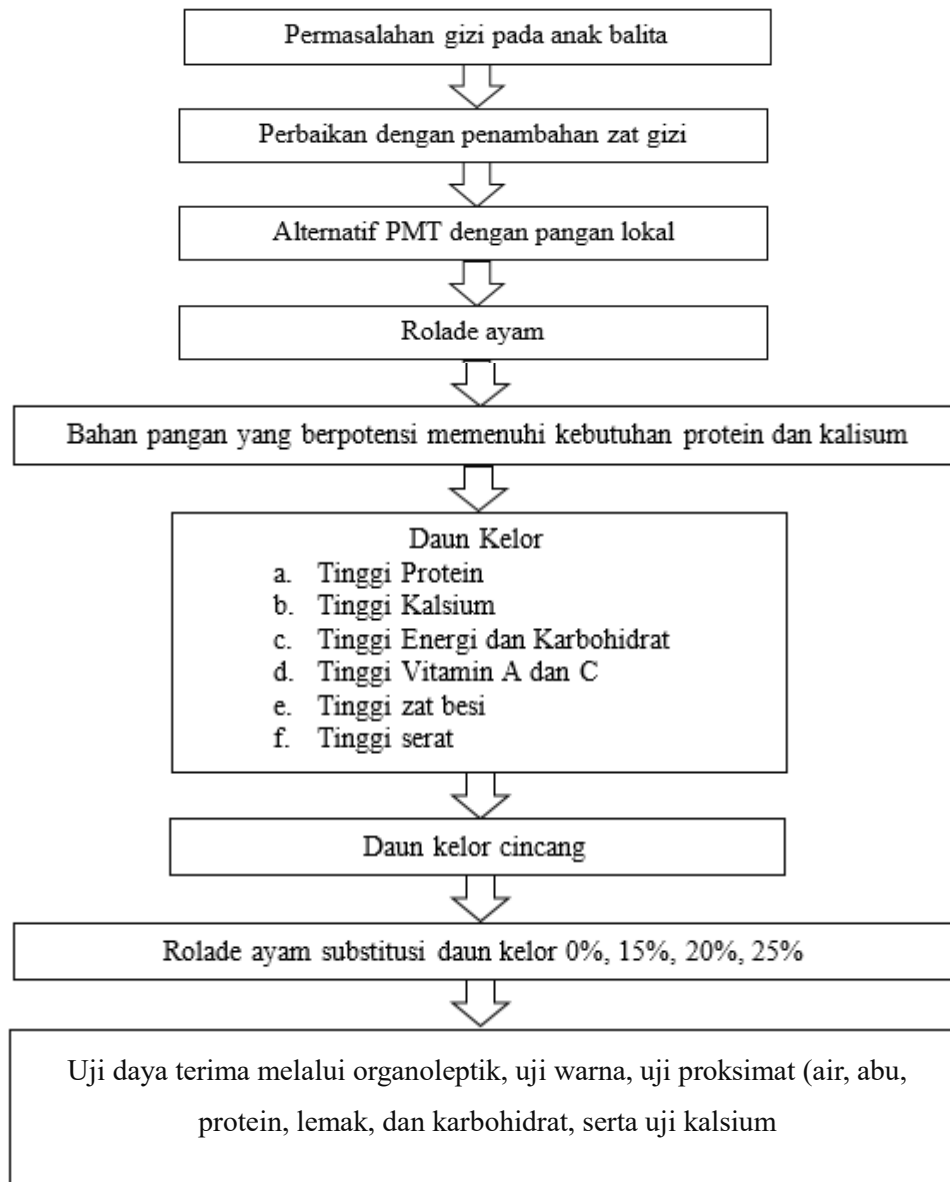 Permasalahan gizi pada anak balita
Perbaikan dengan penambahan zat gizi
Alternatif PMT dengan pangan lokal
Rolade ayam
Bahan pangan yang berpotensi memenuhi kebutuhan protein dan kalisum
Daun Kelor
a. Tinggi Protein
b. Tinggi Kalsium
c. Tinggi Energi dan Karbohidrat
d. Tinggi Vitamin A dan C
e. Tinggi zat besi
f. Tinggi serat
Daun kelor cincang
Rolade ayam substitusi daun kelor 0%, 15%, 20%, 25%
Uji daya terima melalui organoleptik, uji warna, uji proksimat (air, abu,
protein, lemak, dan karbohidrat, serta uji kalsium